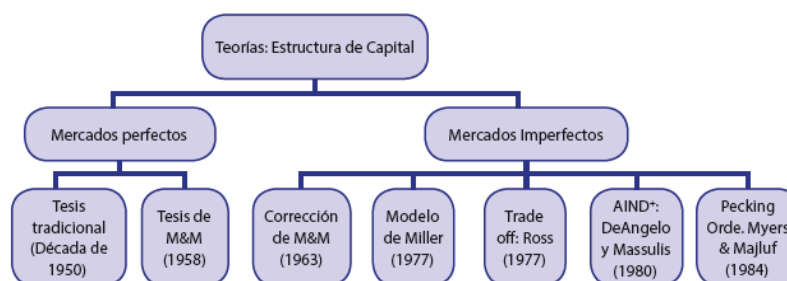 Teorías: Estructura de Capital
Mercados perfectos
Mercados Imperfectos
Tesis
tradicional
(Década de
1950)
Tesis de
M&M
(1958)
Corrección
de M&M
(1963)
Modelo
de Miller
(1977)
Trade
off: Ross
(1977)
AIND⁺:
DeAngelo
y Massulis
(1980)
Pecking
Orde. Myers
& Majluf
(1984)